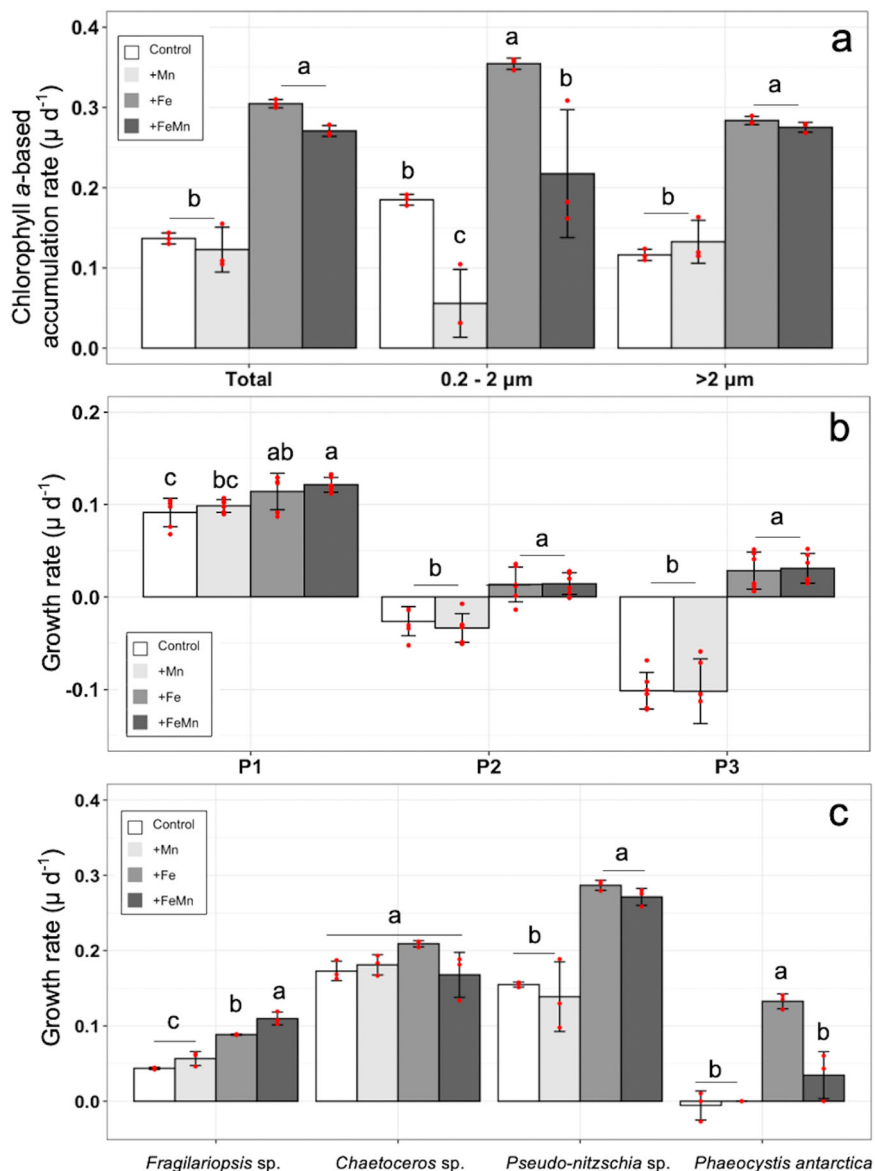 a
Chlorophyll a-based
accumulation rate (µ d-1)
0.4
0.3
0.2
0.1
0.0
Control
+Mn
+Fe
+FeMn
b
a
b
c
a
b
b
a
Total
0.2 - 2 µm
>2 µm
b
Growth rate (µ d-1)
0.2
0.1
0.0
-0.1
Control
+Mn
+Fe
+FeMn
c
bc
ab
a
b
a
b
a
P1
P2
P3
c
Growth rate (µ d-1)
0.4
0.3
0.2
0.1
0.0
Control
+Mn
+Fe
+FeMn
c
b
a
a
b
a
b
a
b
Fragilariopsis sp.
Chaetoceros sp.
Pseudo-nitzschia sp.
Phaeocystis antarctica